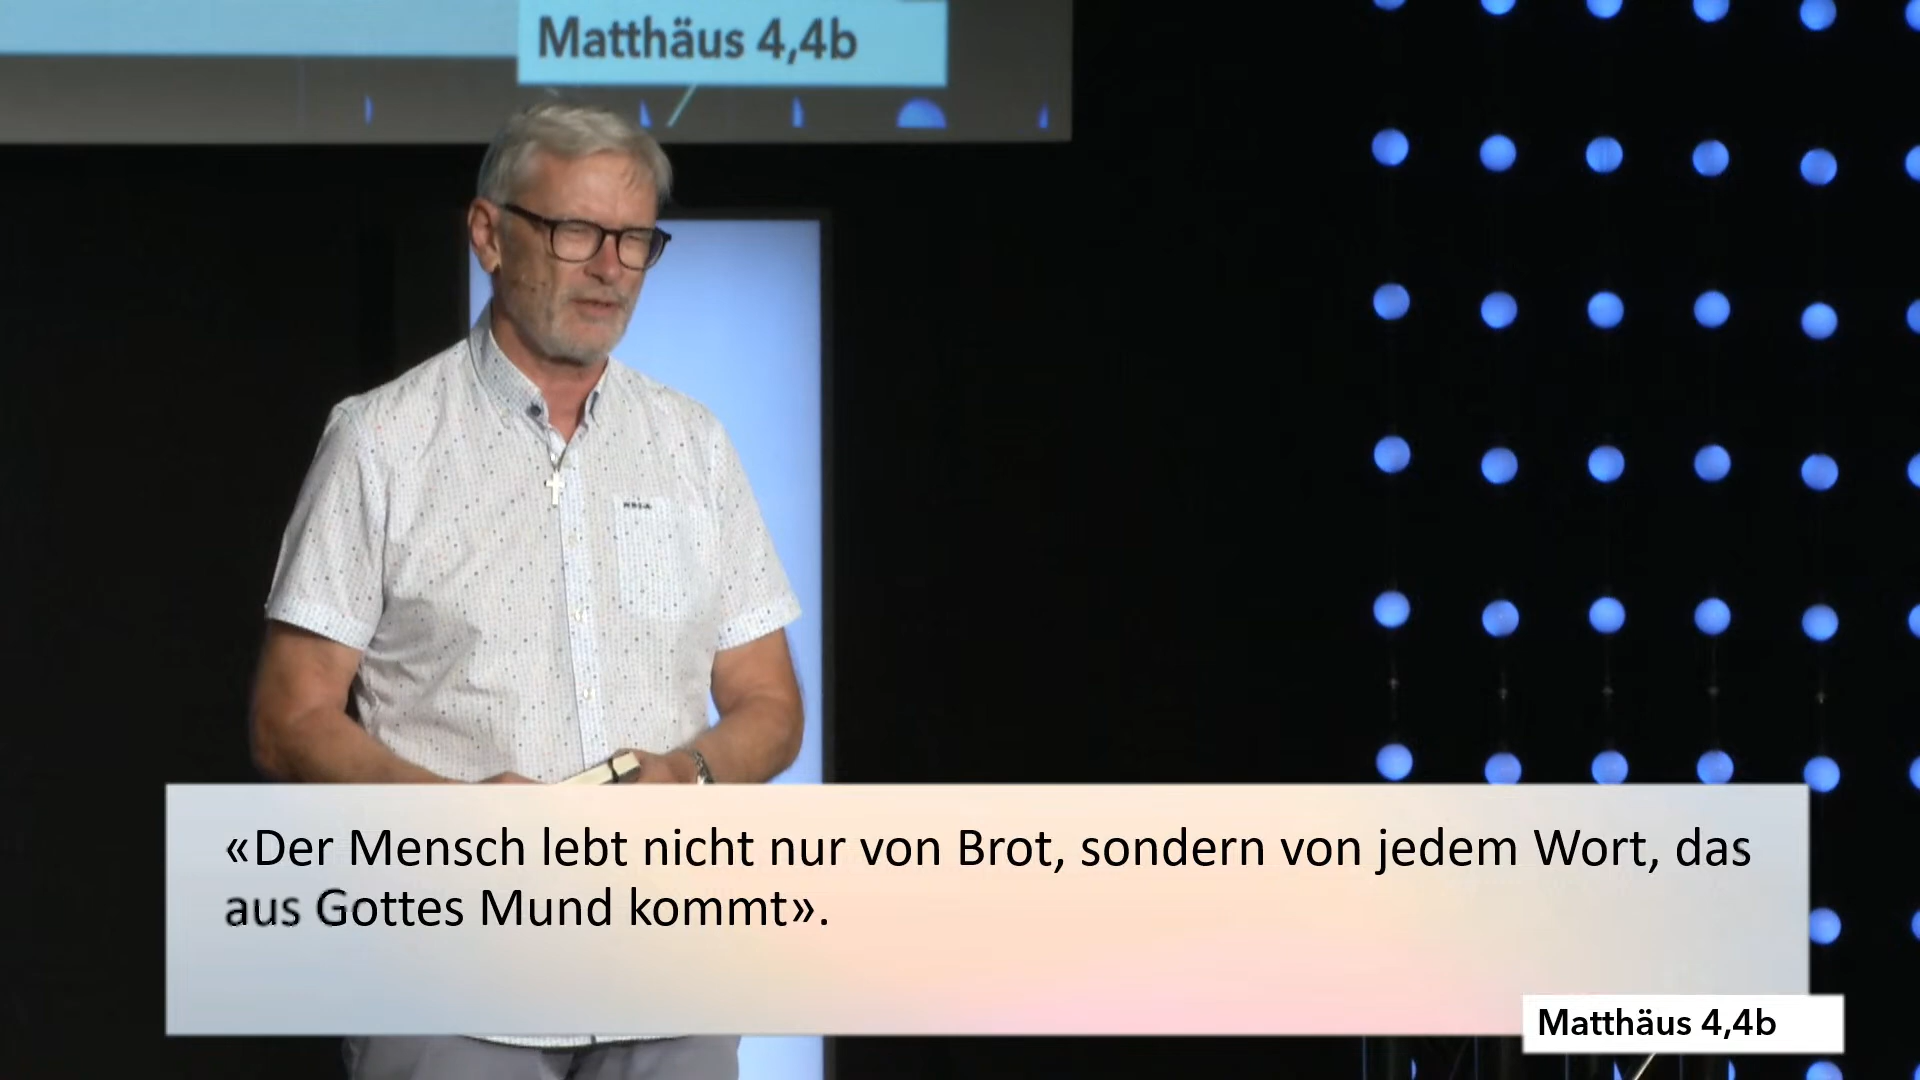 Matthäus 4,4b
«Der Mensch lebt nicht nur von Brot, sondern von jedem Wort, das
aus Gottes Mund kommt».
Matthäus 4,4b